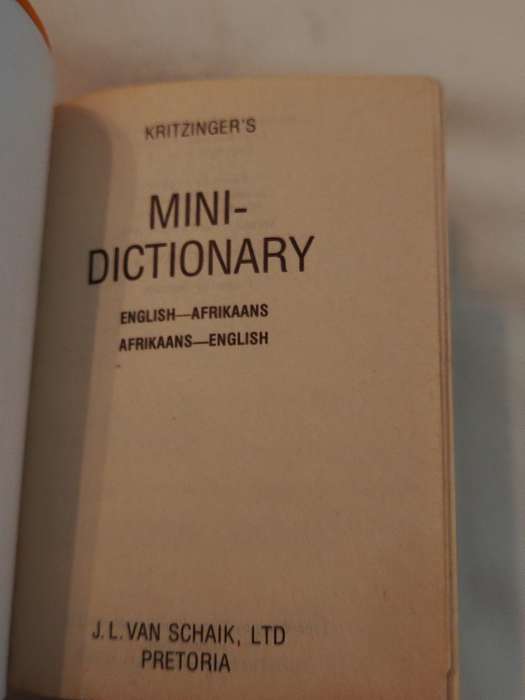 KRITZINGER'S
MINI-
DICTIONARY
ENGLISH—AFRIKAANS
AFRIKAANS—ENGLISH
J. L. VAN SCHAIK, LTD
PRETORIA